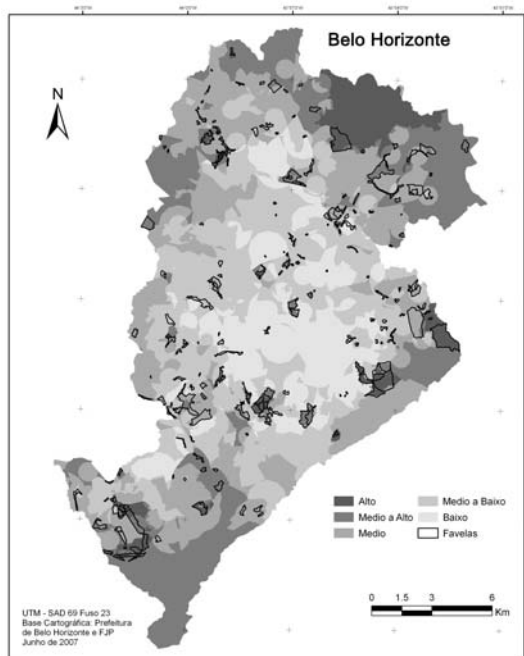 Belo Horizonte
N
Alto
Medio a Alto
Medio
Medio a Baixo
Baixo
Favelas
UTM - SAD 69 Fuso 23
Base Cartográfica: Prefeitura
de Belo Horizonte e FJP
Junho de 2007
0 1.5 3 6
Km